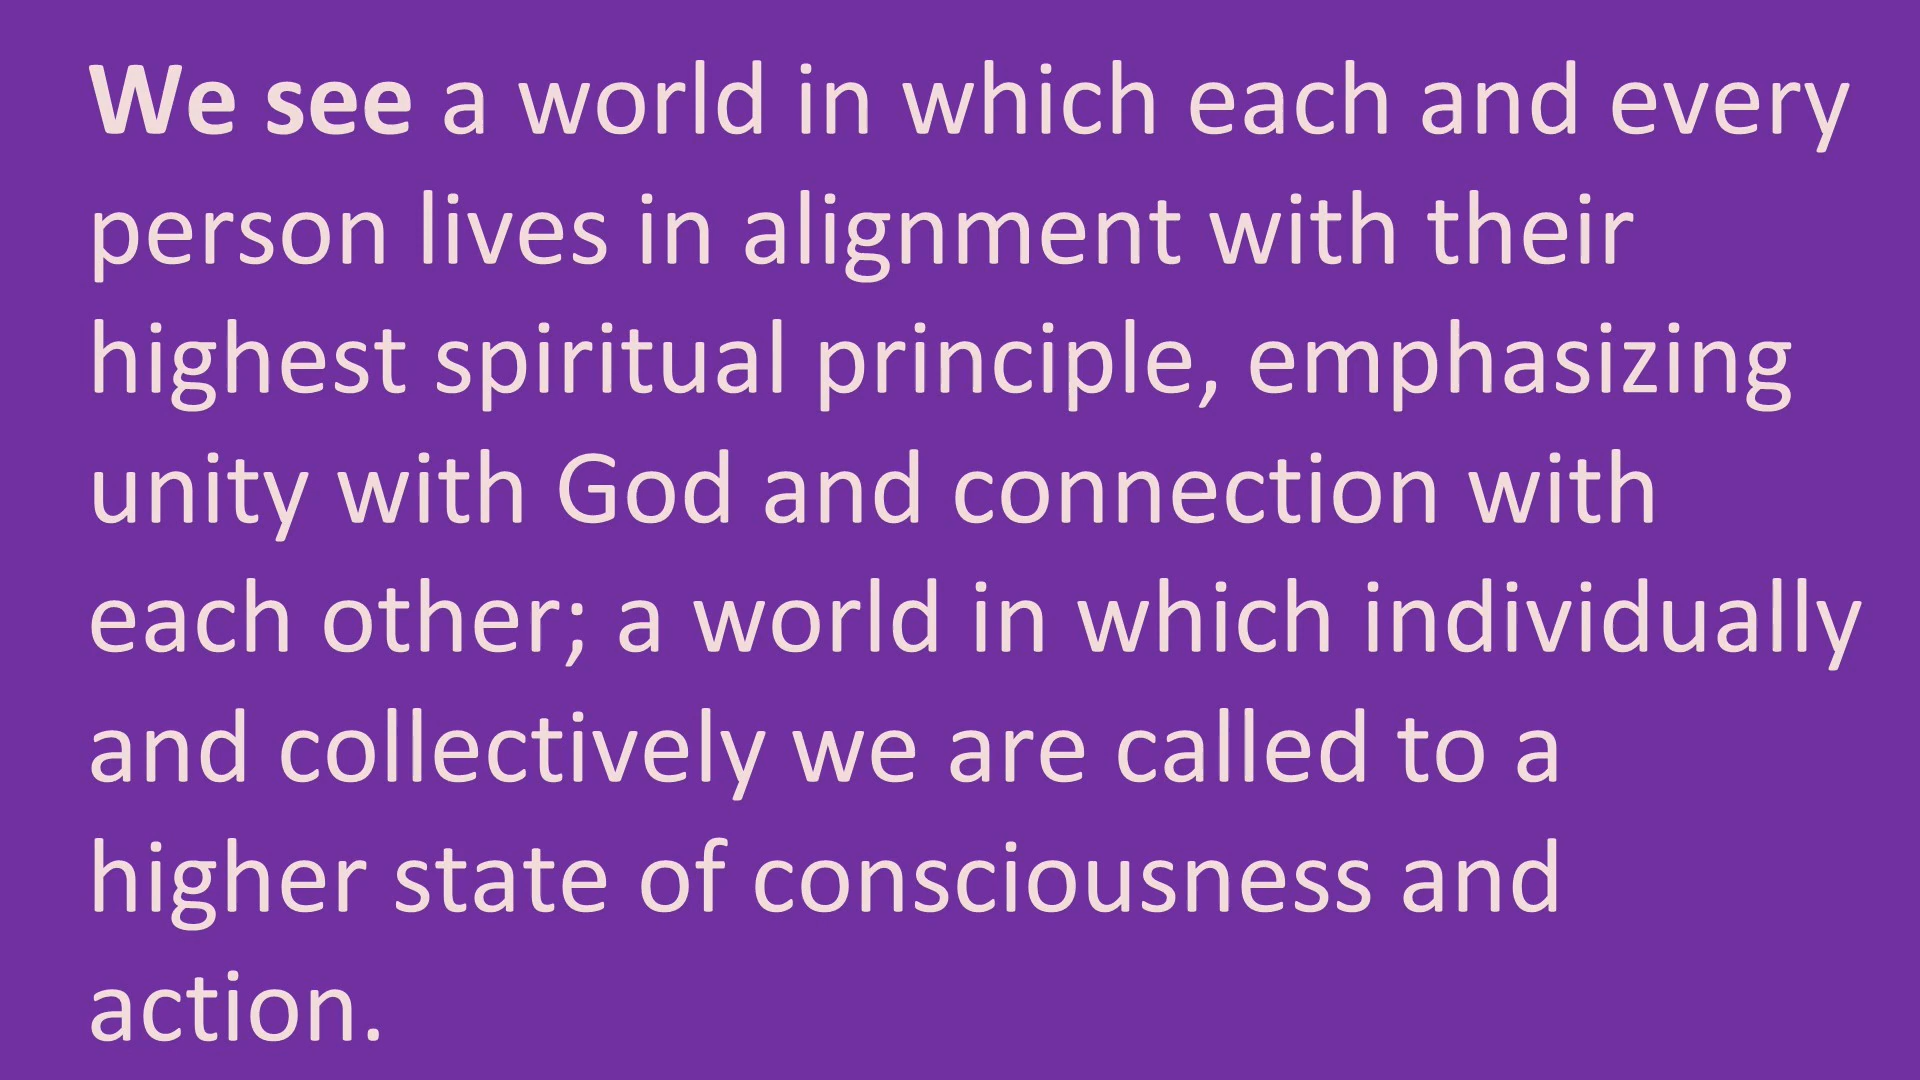 We see a world in which each and every
person lives in alignment with their
highest spiritual principle, emphasizing
unity with God and connection with
each other; a world in which individually
and collectively we are called to a
higher state of consciousness and
action.